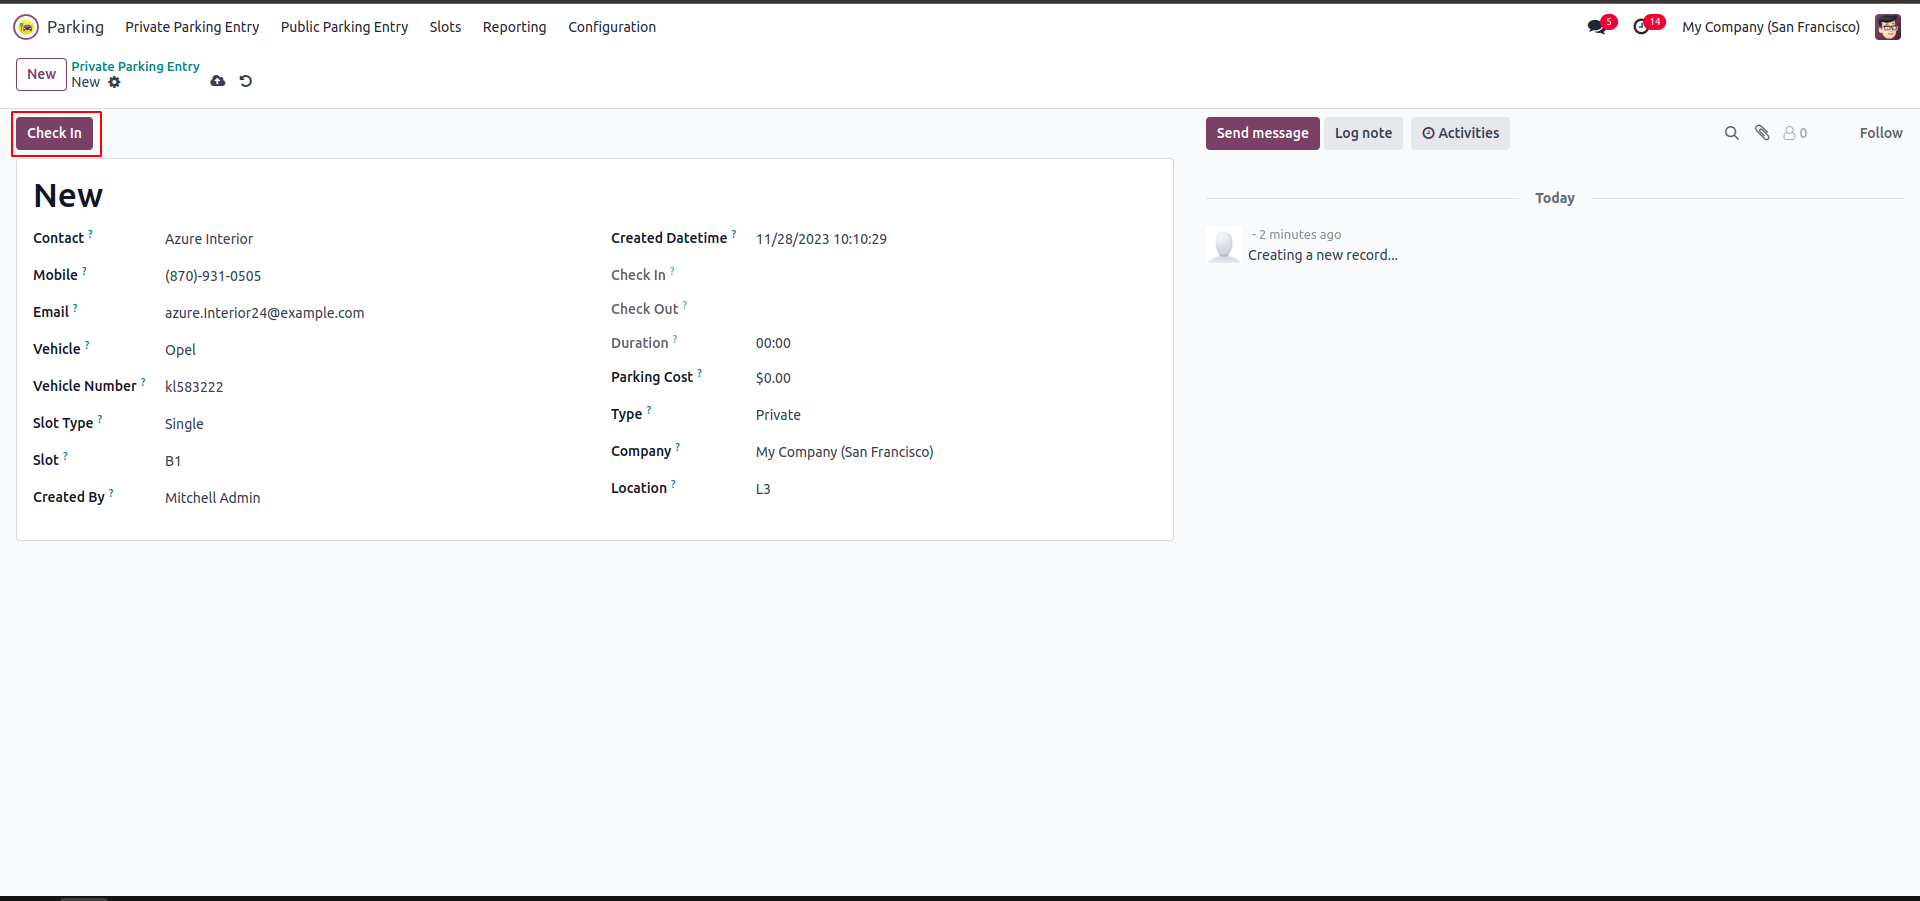 Parking Private Parking Entry Public Parking Entry Slots Reporting Configuration 5 14 My Company (San Francisco)
New Private Parking Entry
New
Check In Send message Log note Activities 0 Follow
New
Today
Contact ? Azure Interior Created Datetime ? 11/28/2023 10:10:29
- 2 minutes ago
Creating a new record...
Mobile ? (870)-931-0505 Check In ?
Email ? azure.Interior24@example.com Check Out ?
Vehicle ? Opel Duration ? 00:00
Vehicle Number ? kl583222 Parking Cost ? $0.00
Slot Type ? Single Type ? Private
Slot ? B1 Company ? My Company (San Francisco)
Created By ? Mitchell Admin Location ? L3